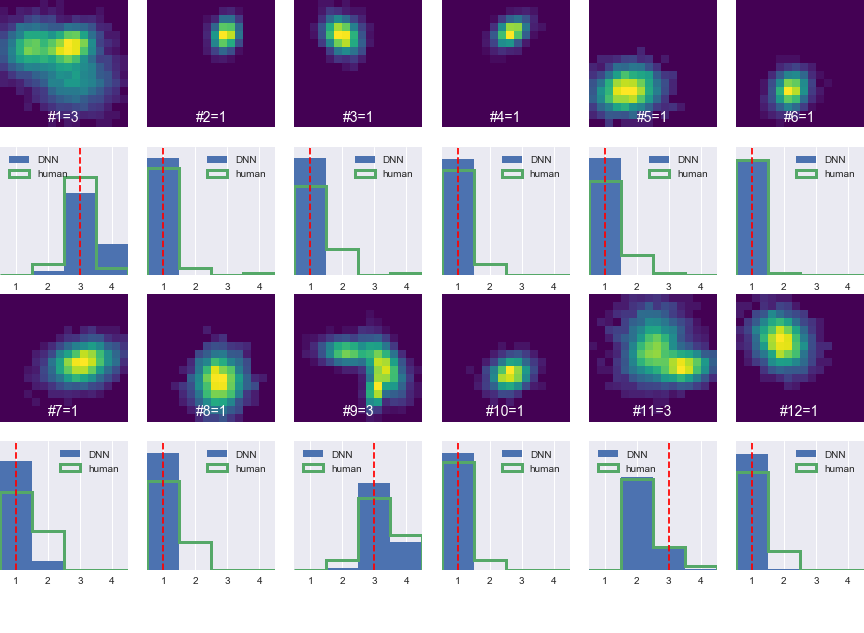 #1=3 #2=1 #3=1 #4=1 #5=1 #6=1
DNN DNN DNN DNN DNN DNN
human human human human human human
1 2 3 4 1 2 3 4 1 2 3 4 1 2 3 4 1 2 3 4 1 2 3 4
#7=1 #8=1 #9=3 #10=1 #11=3 #12=1
DNN DNN DNN DNN DNN DNN
human human human human human human
1 2 3 4 1 2 3 4 1 2 3 4 1 2 3 4 1 2 3 4 1 2 3 4